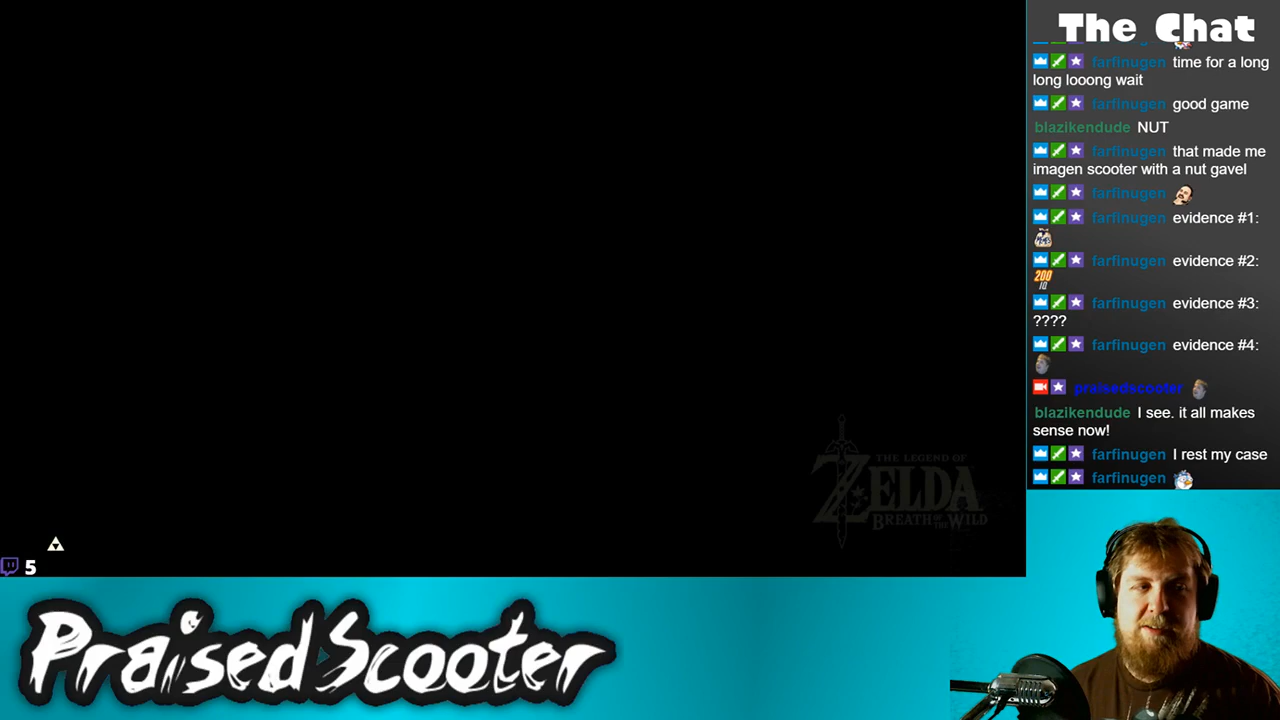 The Chat
farfinugen time for a long
long looong wait
farfinugen good game
blazikendude NUT
farfinugen that made me
imagen scooter with a nut gavel
farfinugen
farfinugen evidence #1:
farfinugen evidence #2:
200
IQ
farfinugen evidence #3:
????
farfinugen evidence #4:
praisedscooter
blazikendude I see. it all makes
sense now!
farfinugen I rest my case
farfinugen
THE LEGEND OF
ZELDA
BREATH OF THE WILD
5
PraisedScooter